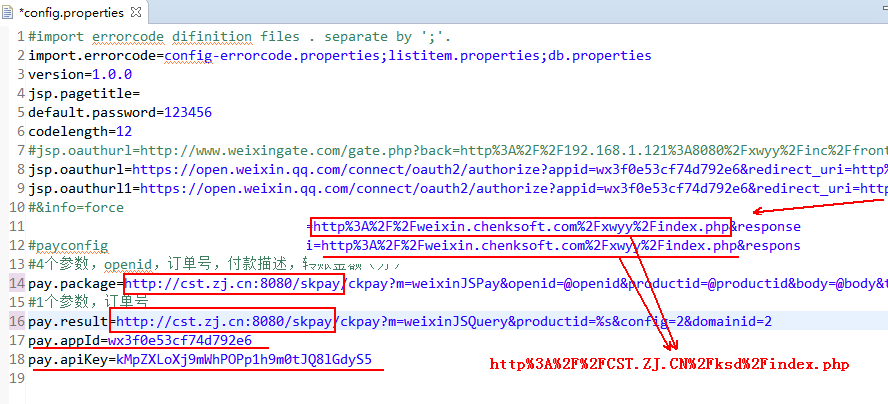 *config.properties
1 #import errorcode difinition files . separate by ';'.
2 import.errorcode=config-errorcode.properties;listitem.properties;db.properties
3 version=1.0.0
4 jsp.pagetitle=
5 default.password=123456
6 codelength=12
7 #jsp.oauthurl=http://www.weixingate.com/gate.php?back=http%3A%2F%2F192.168.1.121%3A8080%2Fxwyy%2Finc%2Ffront
8 jsp.oauthurl=https://open.weixin.qq.com/connect/oauth2/authorize?appid=wx3f0e53cf74d792e6&redirect_uri=http%
9 jsp.oauthurl1=https://open.weixin.qq.com/connect/oauth2/authorize?appid=wx3f0e53cf74d792e6&redirect_uri=http
10 #&info=force
11 =http%3A%2F%2Fweixin.chenksoft.com%2Fxwyy%2Findex.php&response
12 #payconfig i=http%3A%2F%2Fweixin.chenksoft.com%2Fxwyy%2Findex.php&respons
13 #4个参数，openid，订单号，付款描述，转账金额（分）
14 pay.package=http://cst.zj.cn:8080/skpay/ckpay?m=weixinJSPay&openid=@openid&productid=@productid&body=@body&t
15 #1个参数，订单号
16 pay.result=http://cst.zj.cn:8080/skpay/ckpay?m=weixinJSQuery&productid=%s&config=2&domainid=2
17 pay.appId=wx3f0e53cf74d792e6
18 pay.apiKey=kMpZXLoXj9mWhPOPp1h9m0tJQ8lGdyS5
http%3A%2F%2FCST.ZJ.CN%2Fksd%2Findex.php
19